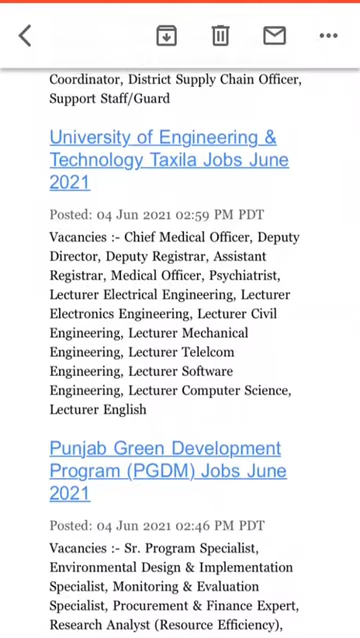 Coordinator, District Supply Chain Officer,
Support Staff/Guard
University of Engineering &
Technology Taxila Jobs June
2021
Posted: 04 Jun 2021 02:59 PM PDT
Vacancies :- Chief Medical Officer, Deputy
Director, Deputy Registrar, Assistant
Registrar, Medical Officer, Psychiatrist,
Lecturer Electrical Engineering, Lecturer
Electronics Engineering, Lecturer Civil
Engineering, Lecturer Mechanical
Engineering, Lecturer Telelcom
Engineering, Lecturer Software
Engineering, Lecturer Computer Science,
Lecturer English
Punjab Green Development
Program (PGDM) Jobs June
2021
Posted: 04 Jun 2021 02:46 PM PDT
Vacancies :- Sr. Program Specialist,
Environmental Design & Implementation
Specialist, Monitoring & Evaluation
Specialist, Procurement & Finance Expert,
Research Analyst (Resource Efficiency),